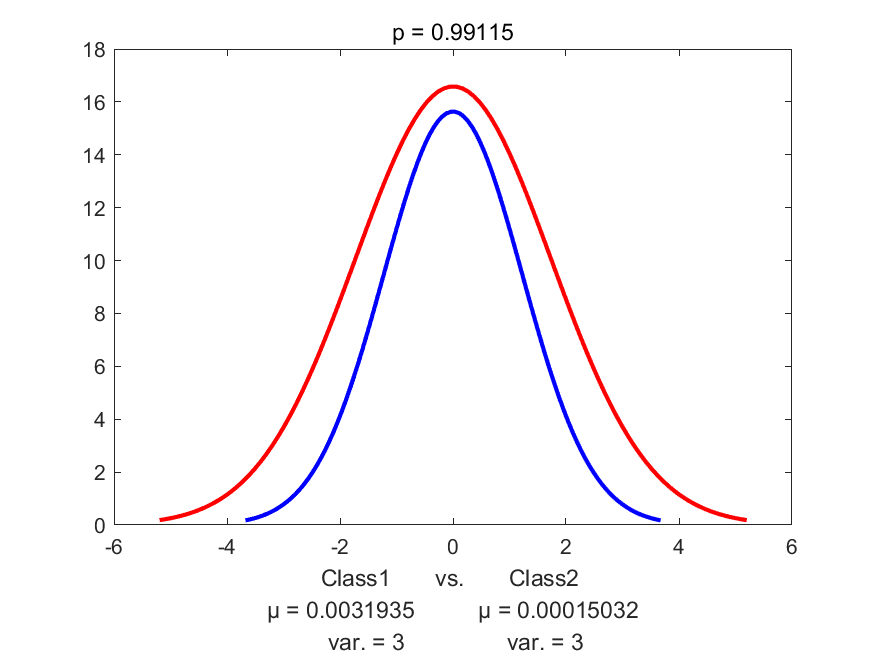 p = 0.99115
18
16
14
12
10
8
6
4
2
0
-6 -4 -2 0 2 4 6
Class1 vs. Class2
μ = 0.0031935 μ = 0.00015032
var. = 3 var. = 3